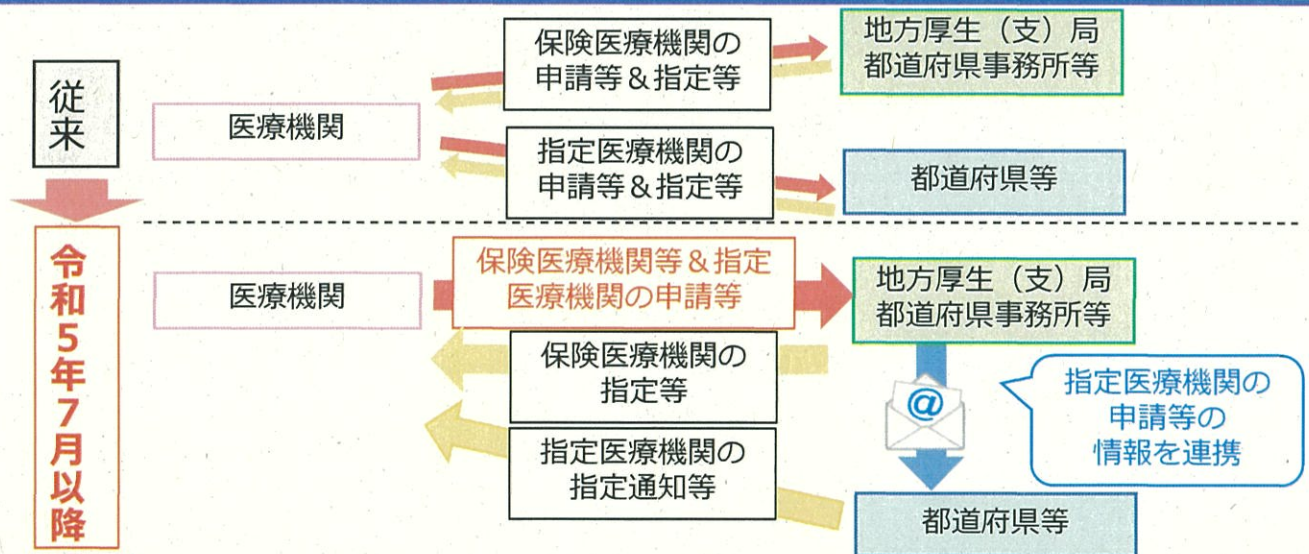 従来
医療機関
保険医療機関の
申請等＆指定等
地方厚生（支）局
都道府県事務所等
指定医療機関の
申請等＆指定等
都道府県等
令和5年7月以降
医療機関
保険医療機関等＆指定
医療機関の申請等
地方厚生（支）局
都道府県事務所等
保険医療機関の
指定等
@
指定医療機関の
申請等の
情報を連携
指定医療機関の
指定通知等
都道府県等